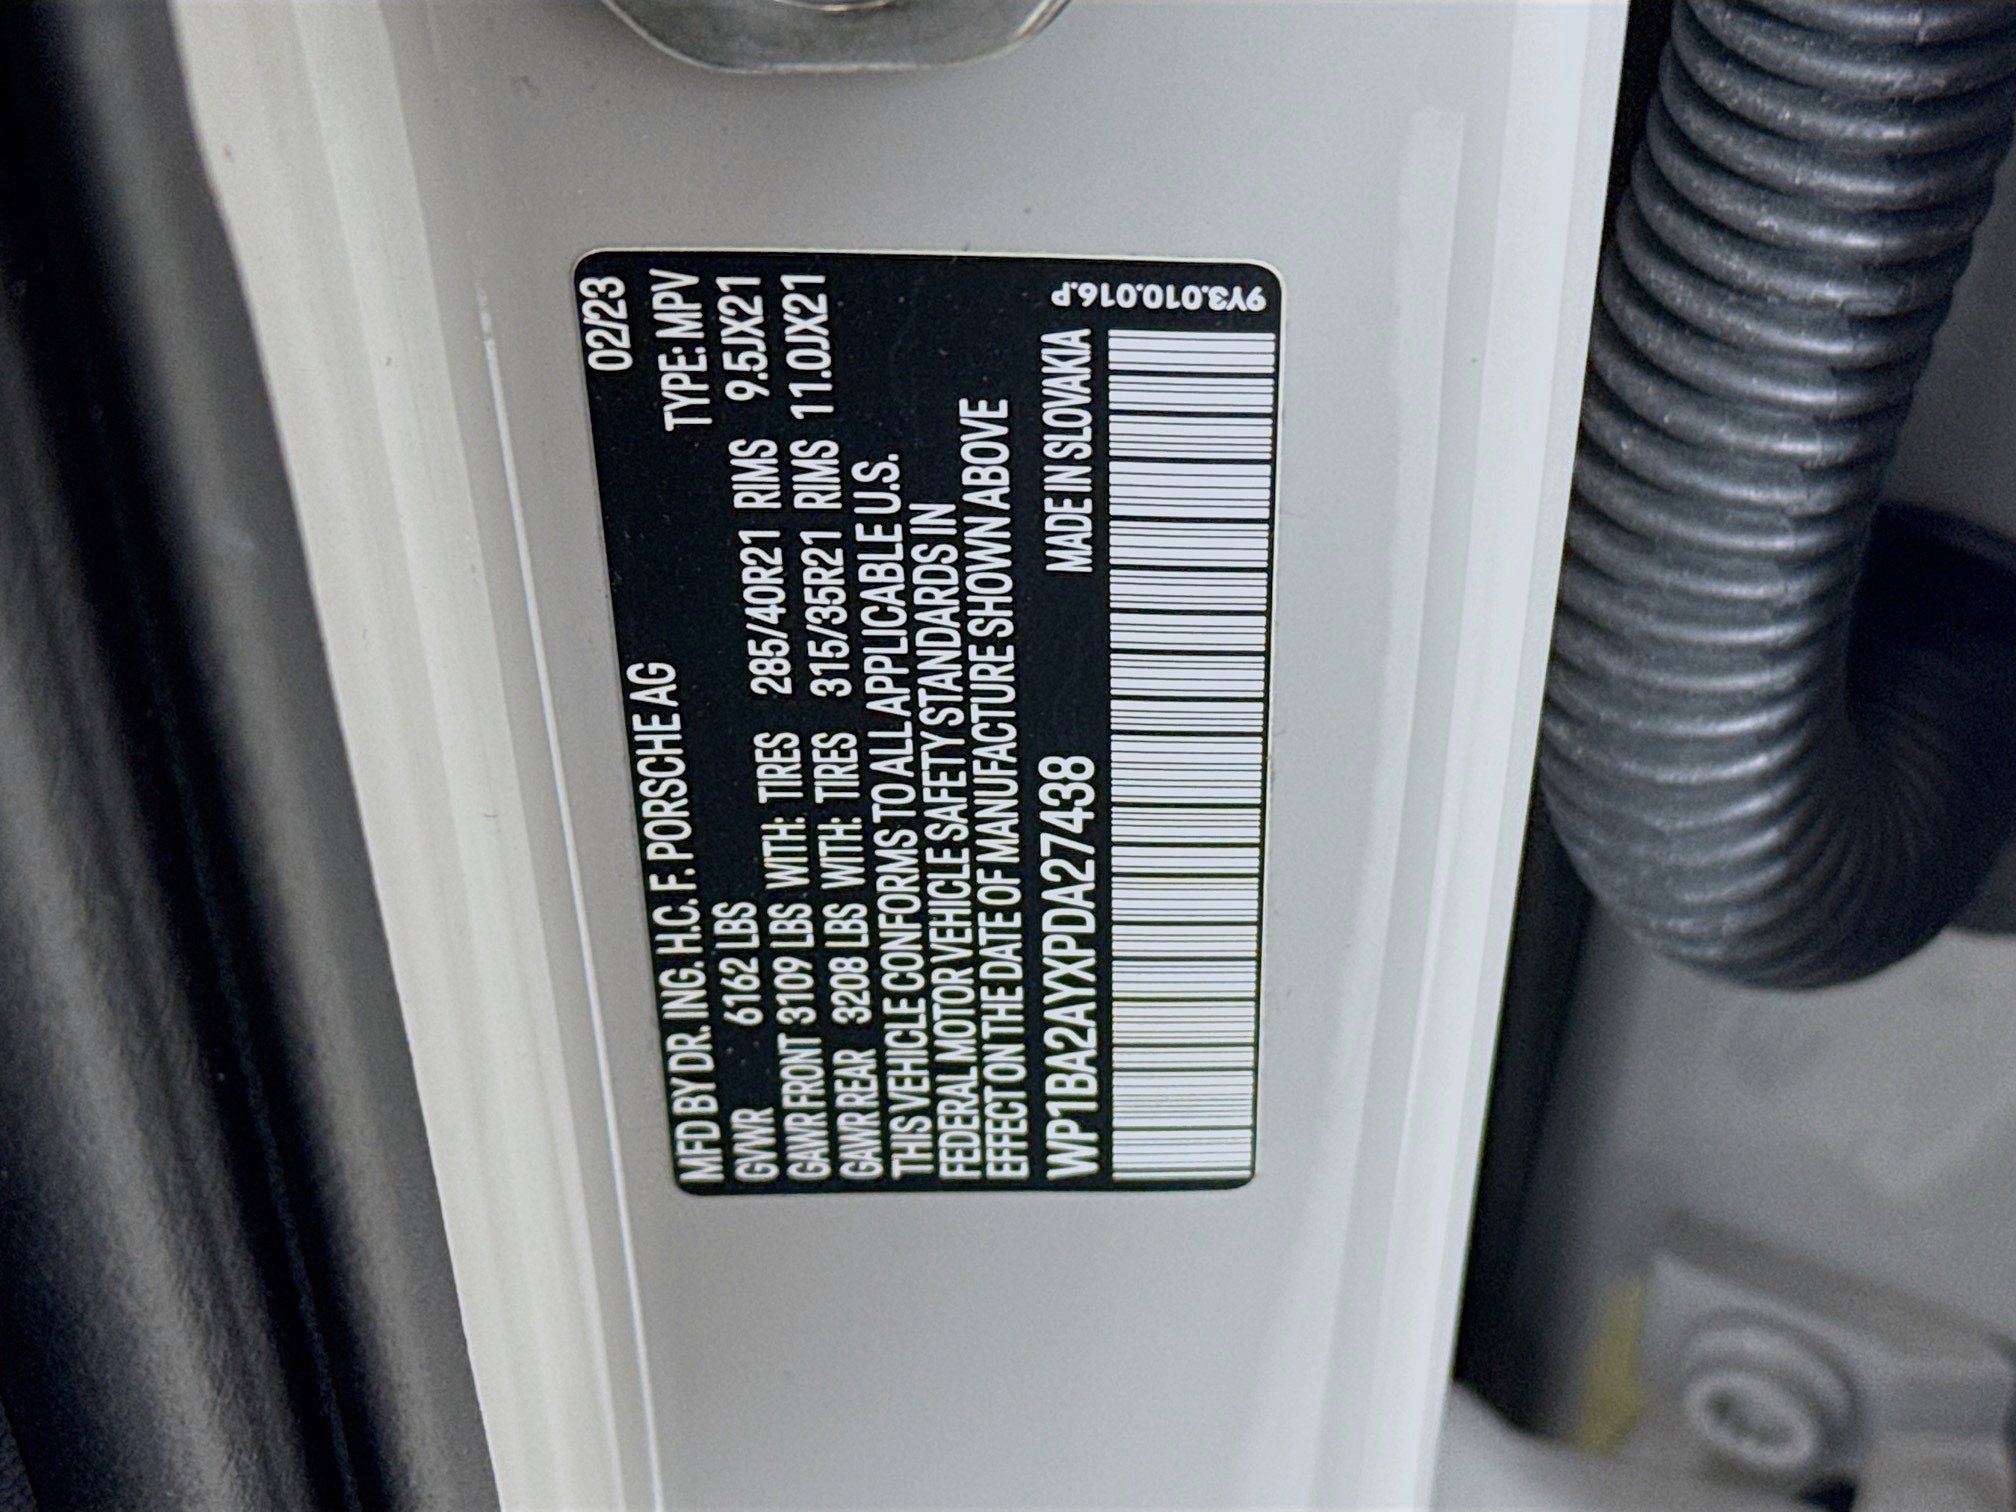 02/23
MFD BY DR. ING. H.C. F. PORSCHE AG
TYPE: MPV
GVWR 6162 LBS
GAWR FRONT 3109 LBS WITH: TIRES 285/40R21 RIMS 9.5JX21
GAWR REAR 3208 LBS WITH: TIRES 315/35R21 RIMS 11.0JX21
THIS VEHICLE CONFORMS TO ALL APPLICABLE U.S.
FEDERAL MOTOR VEHICLE SAFETY STANDARDS IN
EFFECT ON THE DATE OF MANUFACTURE SHOWN ABOVE
WP1BA2AYXPDA27438 MADE IN SLOVAKIA
9Y3.010.016.P